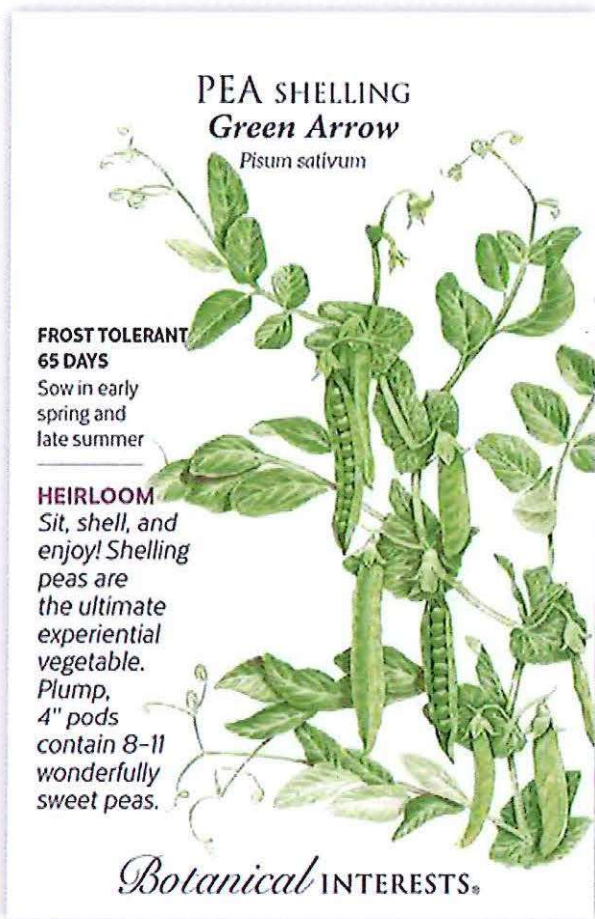 PEA SHELLING
Green Arrow
Pisum sativum
FROST TOLERANT
65 DAYS
Sow in early
spring and
late summer
HEIRLOOM
Sit, shell, and
enjoy! Shelling
peas are
the ultimate
experiential
vegetable.
Plump,
4" pods
contain 8–11
wonderfully
sweet peas.
Botanical INTERESTS®